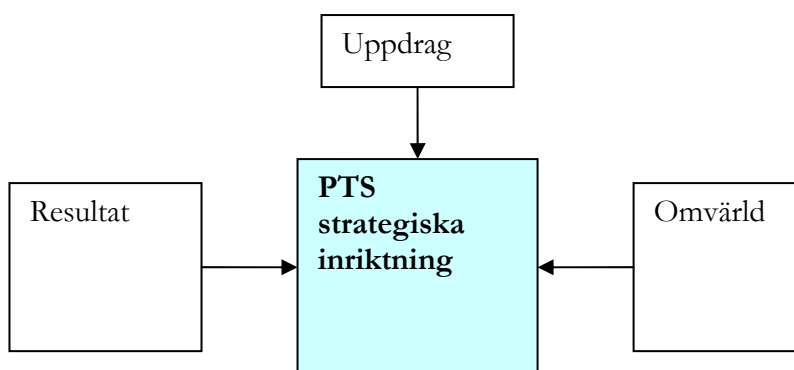 Uppdrag
Resultat
PTS
strategiska
inriktning
Omvärld